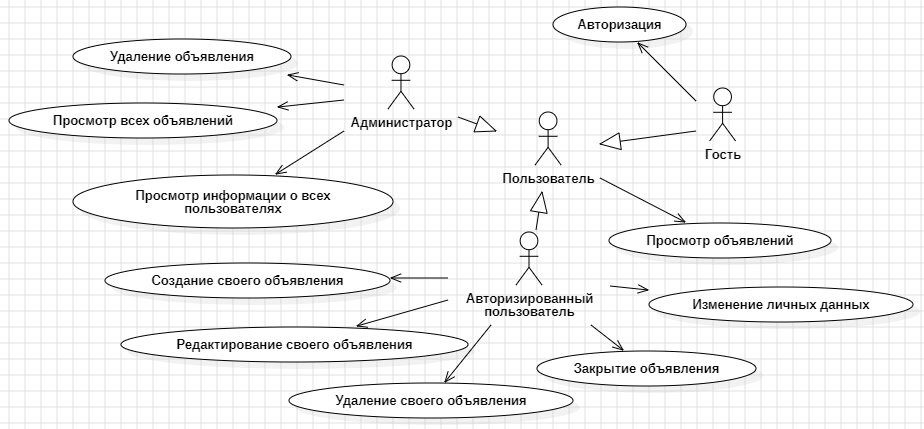 Авторизация
Удаление объявления
Просмотр всех объявлений
Администратор
Гость
Пользователь
Просмотр информации о всех
пользователях
Просмотр объявлений
Создание своего объявления
Авторизированный
пользователь
Изменение личных данных
Редактирование своего объявления
Закрытие объявления
Удаление своего объявления